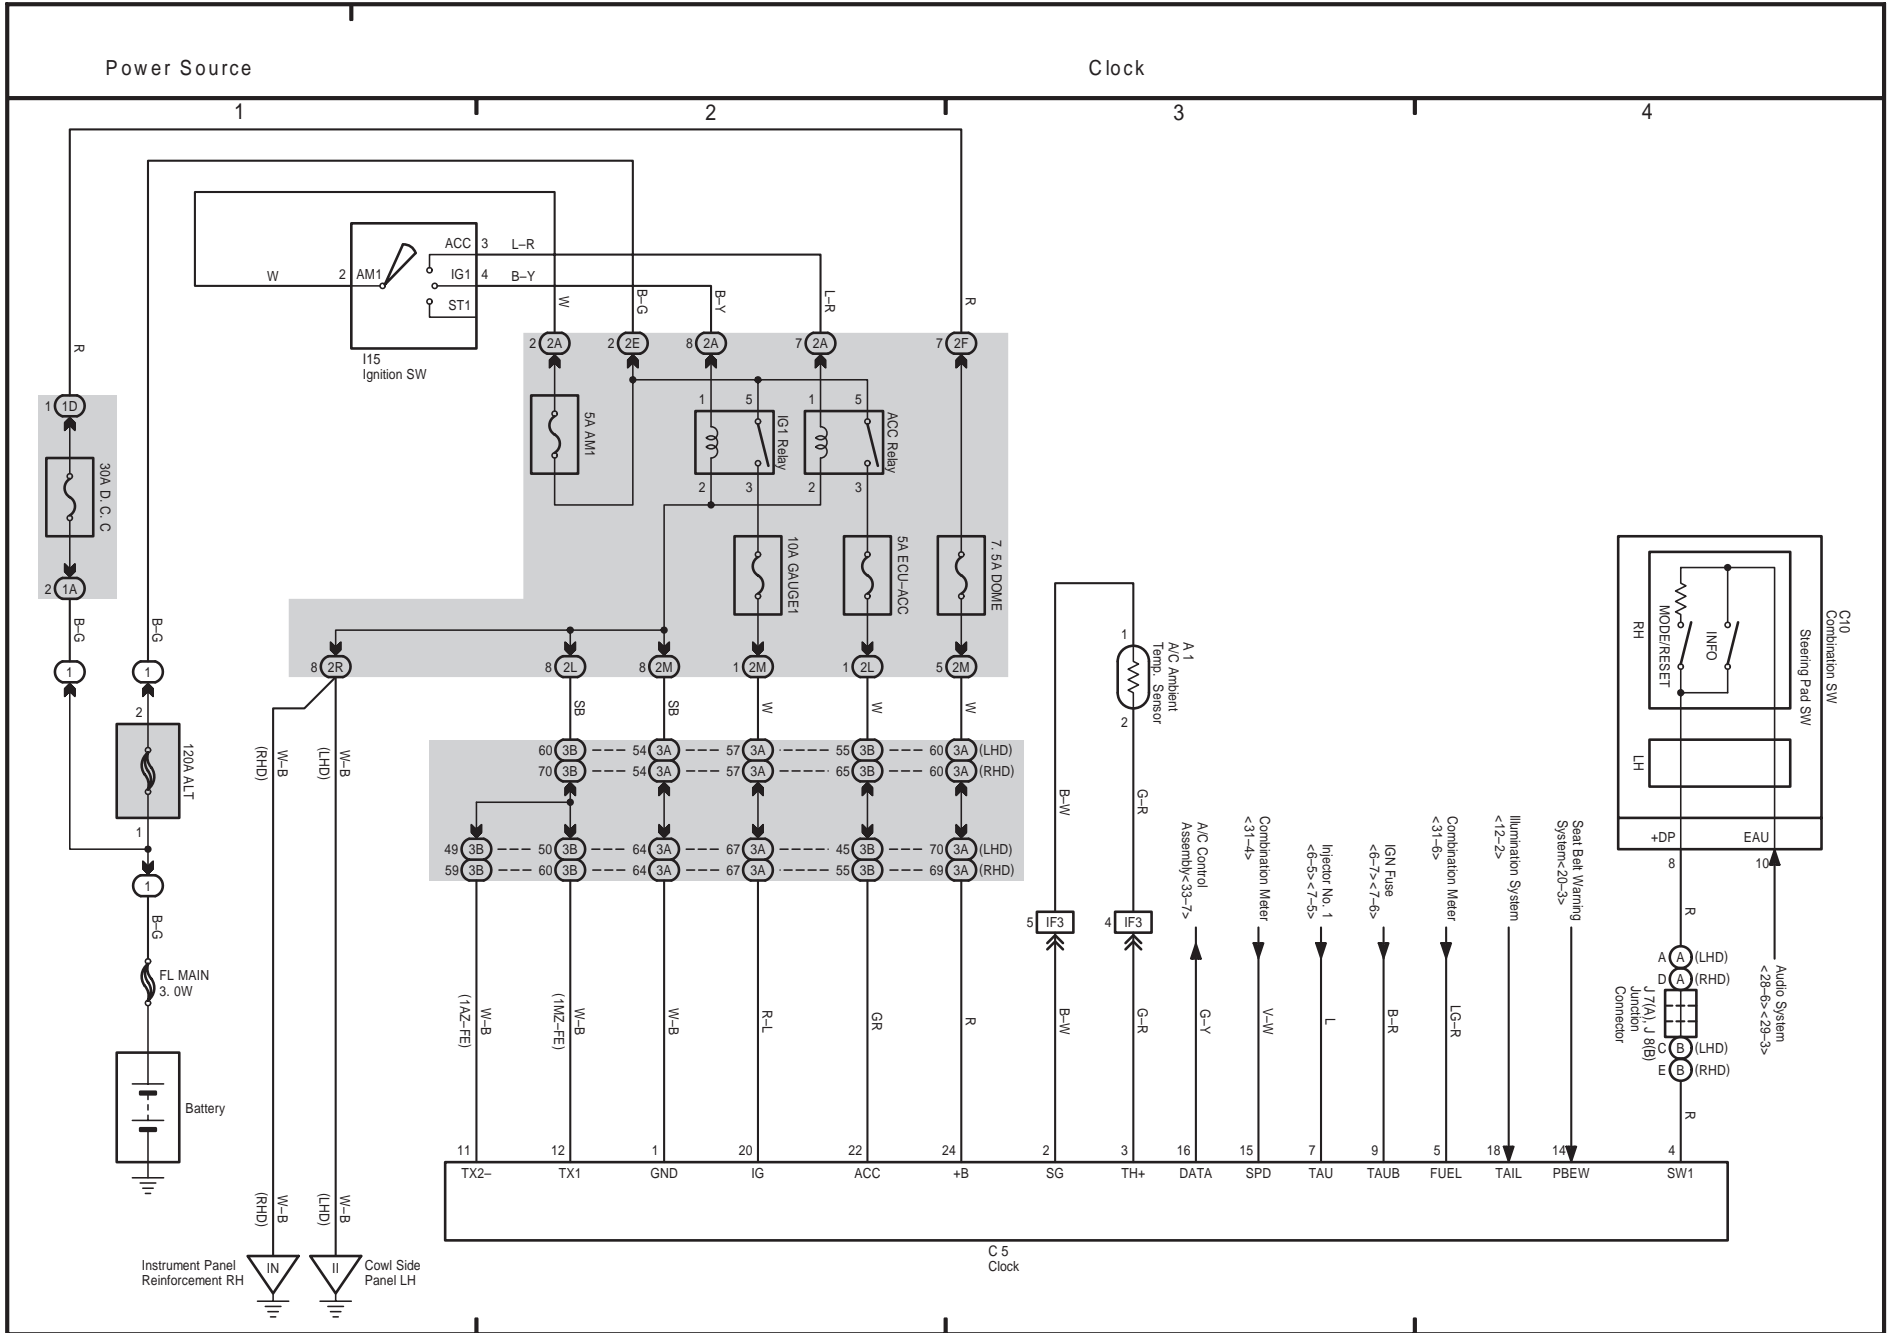 Power Source
Clock
1
2
3
4
W
2
AM1
ACC
3
L–R
IG1
4
B–Y
ST1
I15
Ignition SW
R
W
B–G
B–Y
L–R
R
2
2A
2
2E
8
2A
7
2A
7
2F
1
1D
30A D. C. C
2
1A
B–G
B–G
1
1
5A AM1
1
5
IG1 Relay
2
3
1
5
ACC Relay
2
3
10A GAUGE1
5A ECU–ACC
7. 5A DOME
8
2R
8
2L
8
2M
1
2M
1
2L
5
2M
2
120A ALT
1
1
B–G
FL MAIN
3. 0W
Battery
W–B
(RHD)
W–B
(LHD)
SB
SB
W
W
W
60
3B
54
3A
57
3A
55
3B
60
3A
(LHD)
70
3B
54
3A
57
3A
65
3B
60
3A
(RHD)
49
3B
50
3B
64
3A
67
3A
45
3B
70
3A
(LHD)
59
3B
60
3B
64
3A
67
3A
55
3B
69
3A
(RHD)
1
A 1
A/C Ambient
Temp. Sensor
2
B–W
G–R
5
IF3
4
IF3
A/C Control
Assembly<33–7>
Combination Meter
<31–4>
Injector No. 1
<6–5><7–5>
IGN Fuse
<6–7><7–6>
Combination Meter
<31–6>
Illumination System
<12–2>
Seat Belt Warning
System<20–3>
C10
Combination SW
Steering Pad SW
MODE/RESET
INFO
RH
LH
+DP
EAU
8
10
R
A
A
(LHD)
D
A
(RHD)
J 7(A), J 8(B)
Junction
Connector
C
B
(LHD)
E
B
(RHD)
Audio System
<28–6><29–3>
R
W–B
(1AZ–FE)
W–B
(1MZ–FE)
W–B
R–L
GR
R
B–W
G–R
G–Y
V–W
L
B–R
LG–R
11
12
1
20
22
24
2
3
16
15
7
9
5
18
14
4
TX2–
TX1
GND
IG
ACC
+B
SG
TH+
DATA
SPD
TAU
TAUB
FUEL
TAIL
PBEW
SW1
C 5
Clock
W–B
(RHD)
W–B
(LHD)
Instrument Panel
Reinforcement RH
IN
II
Cowl Side
Panel LH